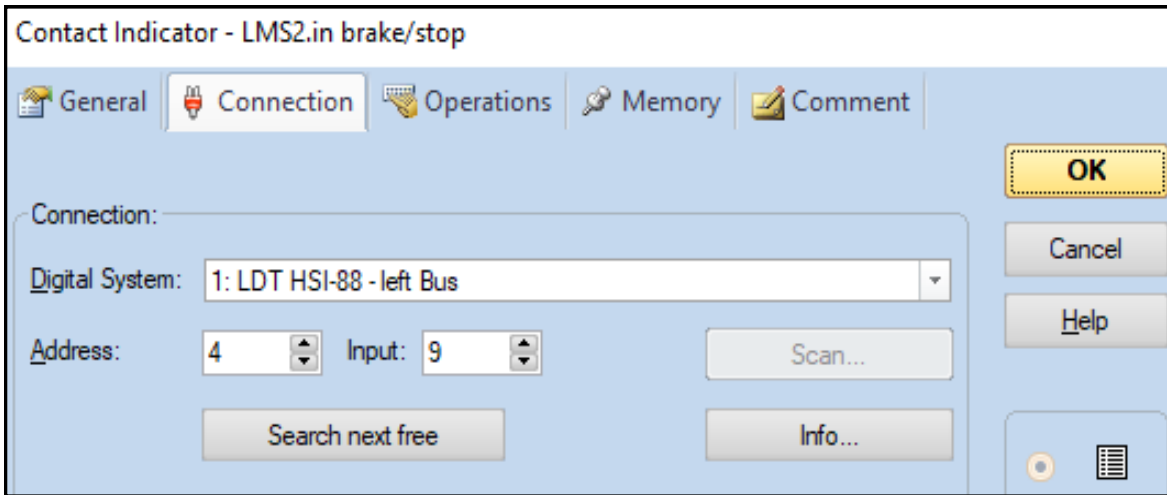 Contact Indicator - LMS2.in brake/stop
General Connection Operations Memory Comment
OK
Connection:
Cancel
Digital System: 1: LDT HSI-88 - left Bus
Help
Address: 4 Input: 9 Scan...
Search next free Info...